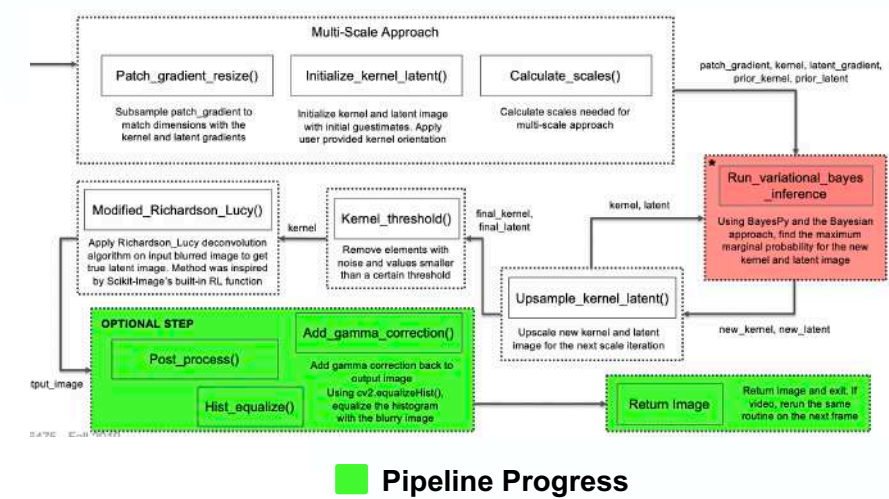 Multi-Scale Approach
Patch_gradient_resize()
Initialize_kernel_latent()
Calculate_scales()
Subsample patch_gradient to
match dimensions with the
kernel and latent gradients
Initialize kernel and latent image
with initial guestimates. Apply
user provided kernel orientation
Calculate scales needed for
multi-scale approach
patch_gradient, kernel, latent_gradient,
prior_kernel, prior_latent
*
Run_variational_bayes
_inference
Using BayesPy and the Bayesian
approach, find the maximum
marginal probability for the new
kernel and latent image
Modified_Richardson_Lucy()
Apply Richardson_Lucy deconvolution
algorithm on input blurred image to get
true latent image. Method was inspired
by Scikit-Image's built-in RL function
kernel
Kernel_threshold()
Remove elements with
noise and values smaller
than a certain threshold
final_kernel,
final_latent
kernel, latent
Upsample_kernel_latent()
Upscale new kernel and latent
image for the next scale iteration
new_kernel, new_latent
OPTIONAL STEP
Post_process()
Add_gamma_correction()
Add gamma correction back to
output image
Hist_equalize()
Using cv2.equalizeHist(),
equalize the histogram
with the blurry image
tput_image
Return Image
Return Image and exit. If
video, rerun the same
routine on the next frame
Pipeline Progress